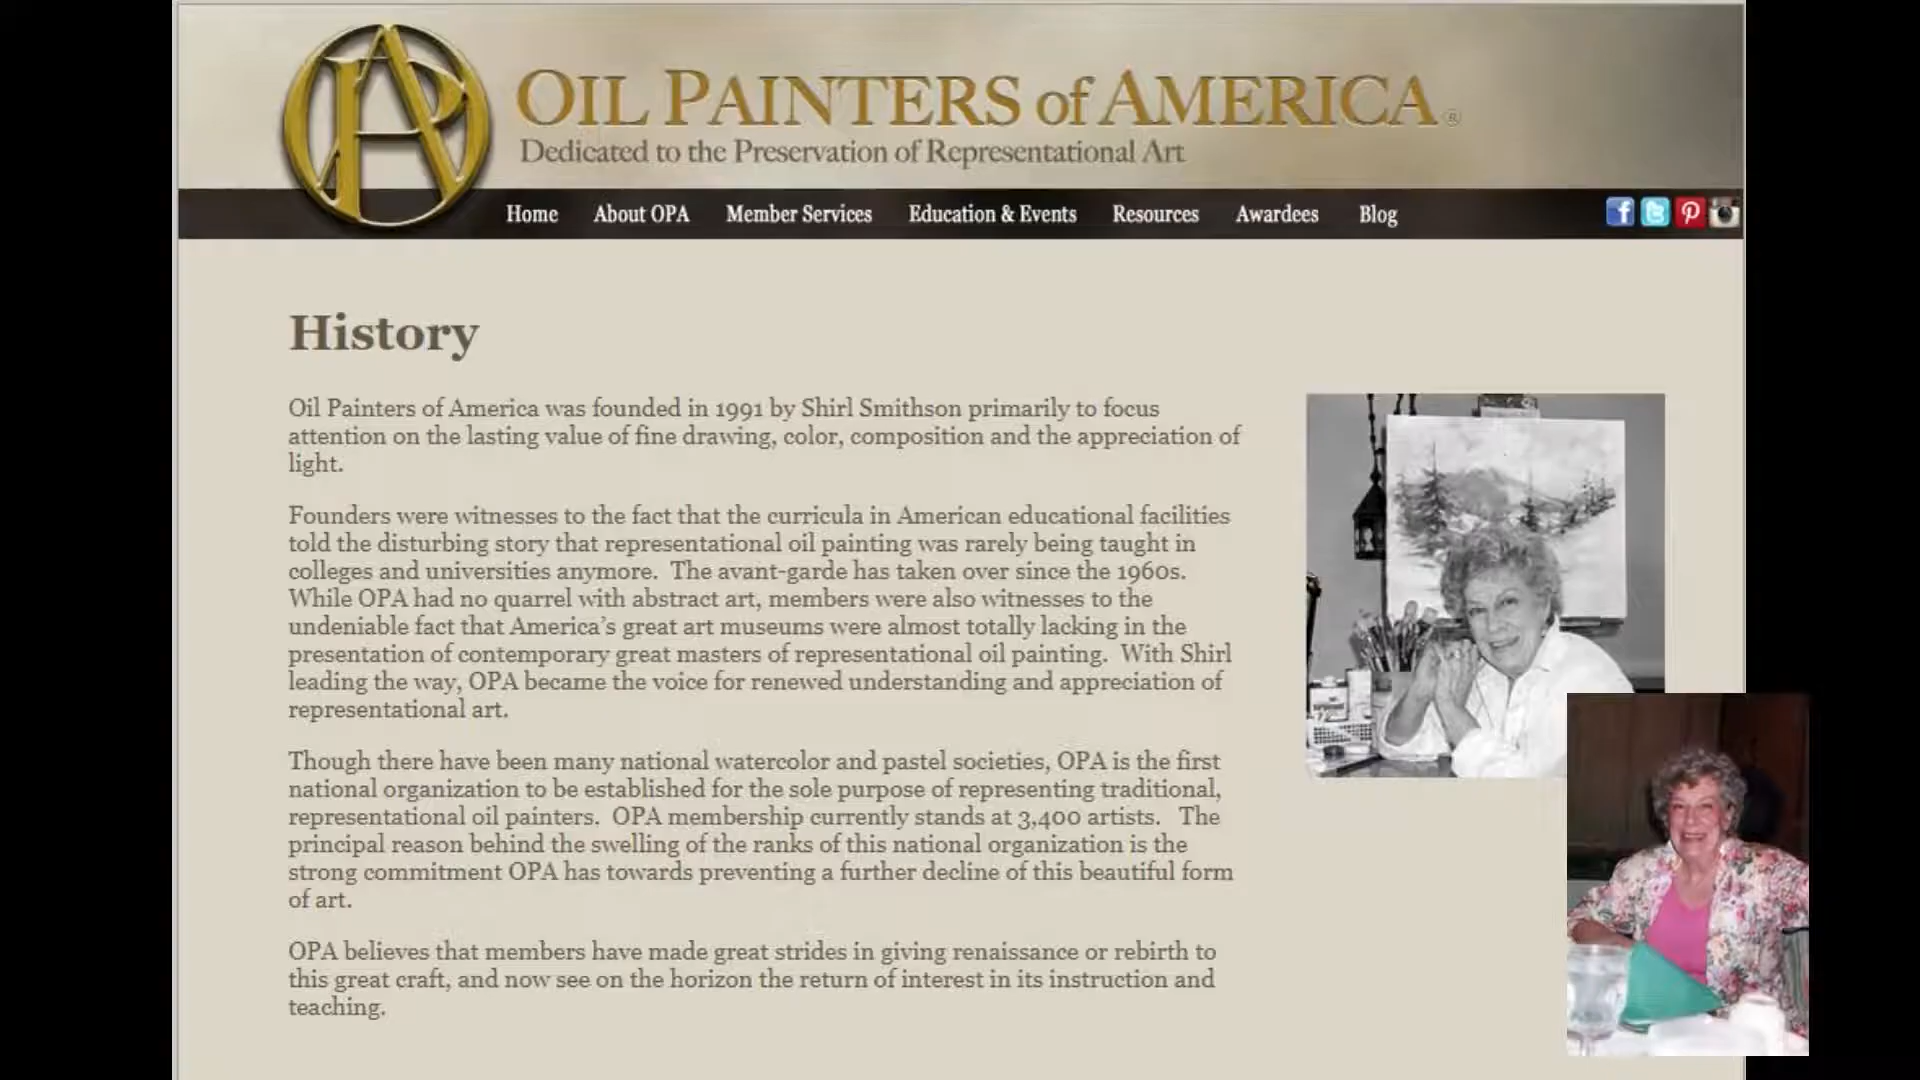 OIL PAINTERS of AMERICA®
Dedicated to the Preservation of Representational Art
Home About OPA Member Services Education & Events Resources Awardees Blog
History
Oil Painters of America was founded in 1991 by Shirl Smithson primarily to focus
attention on the lasting value of fine drawing, color, composition and the appreciation of
light.
Founders were witnesses to the fact that the curricula in American educational facilities
told the disturbing story that representational oil painting was rarely being taught in
colleges and universities anymore. The avant-garde has taken over since the 1960s.
While OPA had no quarrel with abstract art, members were also witnesses to the
undeniable fact that America's great art museums were almost totally lacking in the
presentation of contemporary great masters of representational oil painting. With Shirl
leading the way, OPA became the voice for renewed understanding and appreciation of
representational art.
Though there have been many national watercolor and pastel societies, OPA is the first
national organization to be established for the sole purpose of representing traditional,
representational oil painters. OPA membership currently stands at 3,400 artists. The
principal reason behind the swelling of the ranks of this national organization is the
strong commitment OPA has towards preventing a further decline of this beautiful form
of art.
OPA believes that members have made great strides in giving renaissance or rebirth to
this great craft, and now see on the horizon the return of interest in its instruction and
teaching.